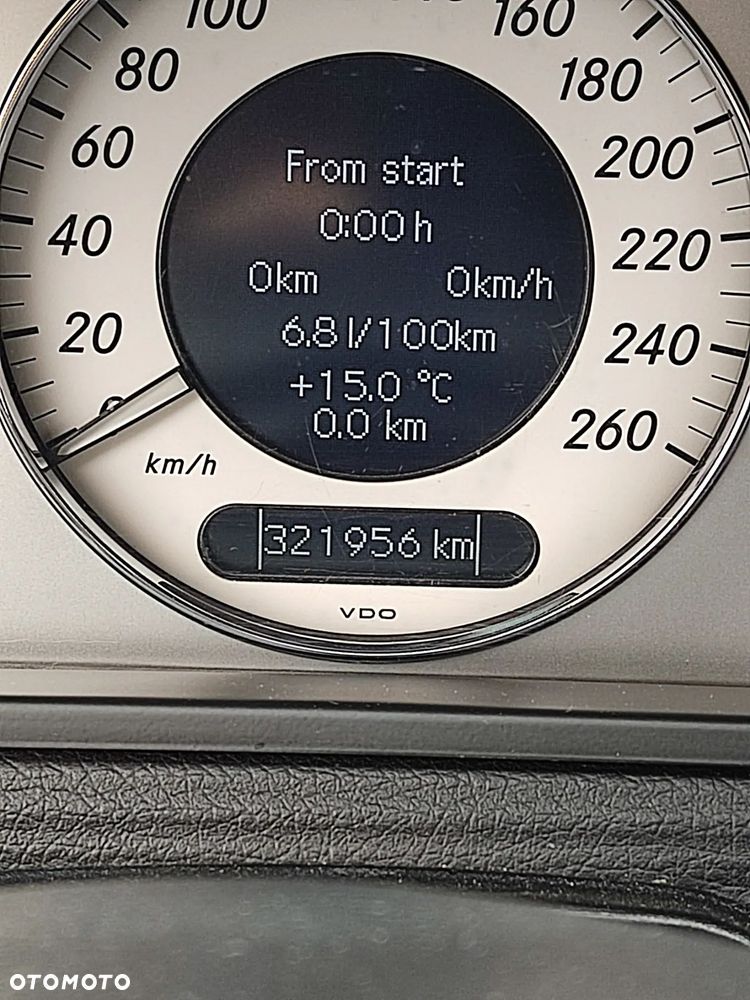 100
160
80
180
60
200
From start
0:00 h
40
220
0km 0km/h
20
6.8 l/100km
240
+15.0 °C
0
0.0 km
260
km/h
321956 km
VDO
OTOMOTO